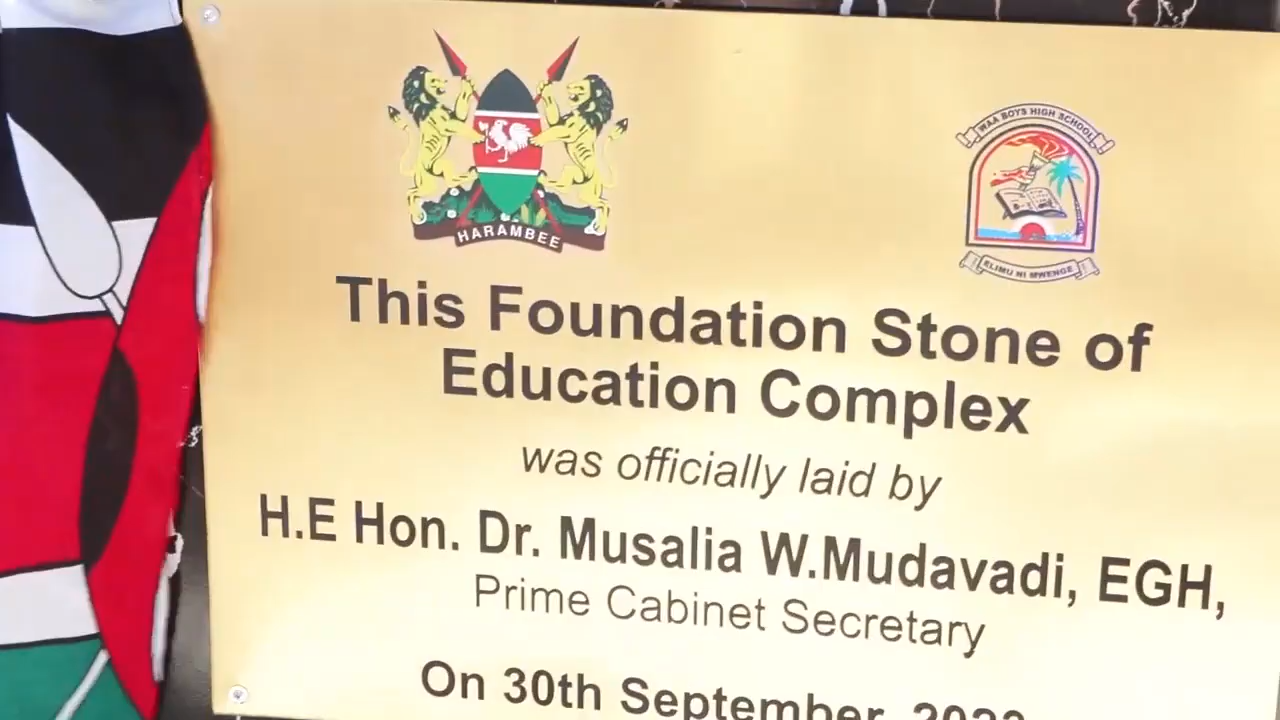 HARAMBEE
WAA BOYS HIGH SCHOOL
ELIMU NI MWENGE
This Foundation Stone of
Education Complex
was officially laid by
H.E Hon. Dr. Musalia W.Mudavadi, EGH,
Prime Cabinet Secretary
On 30th September,